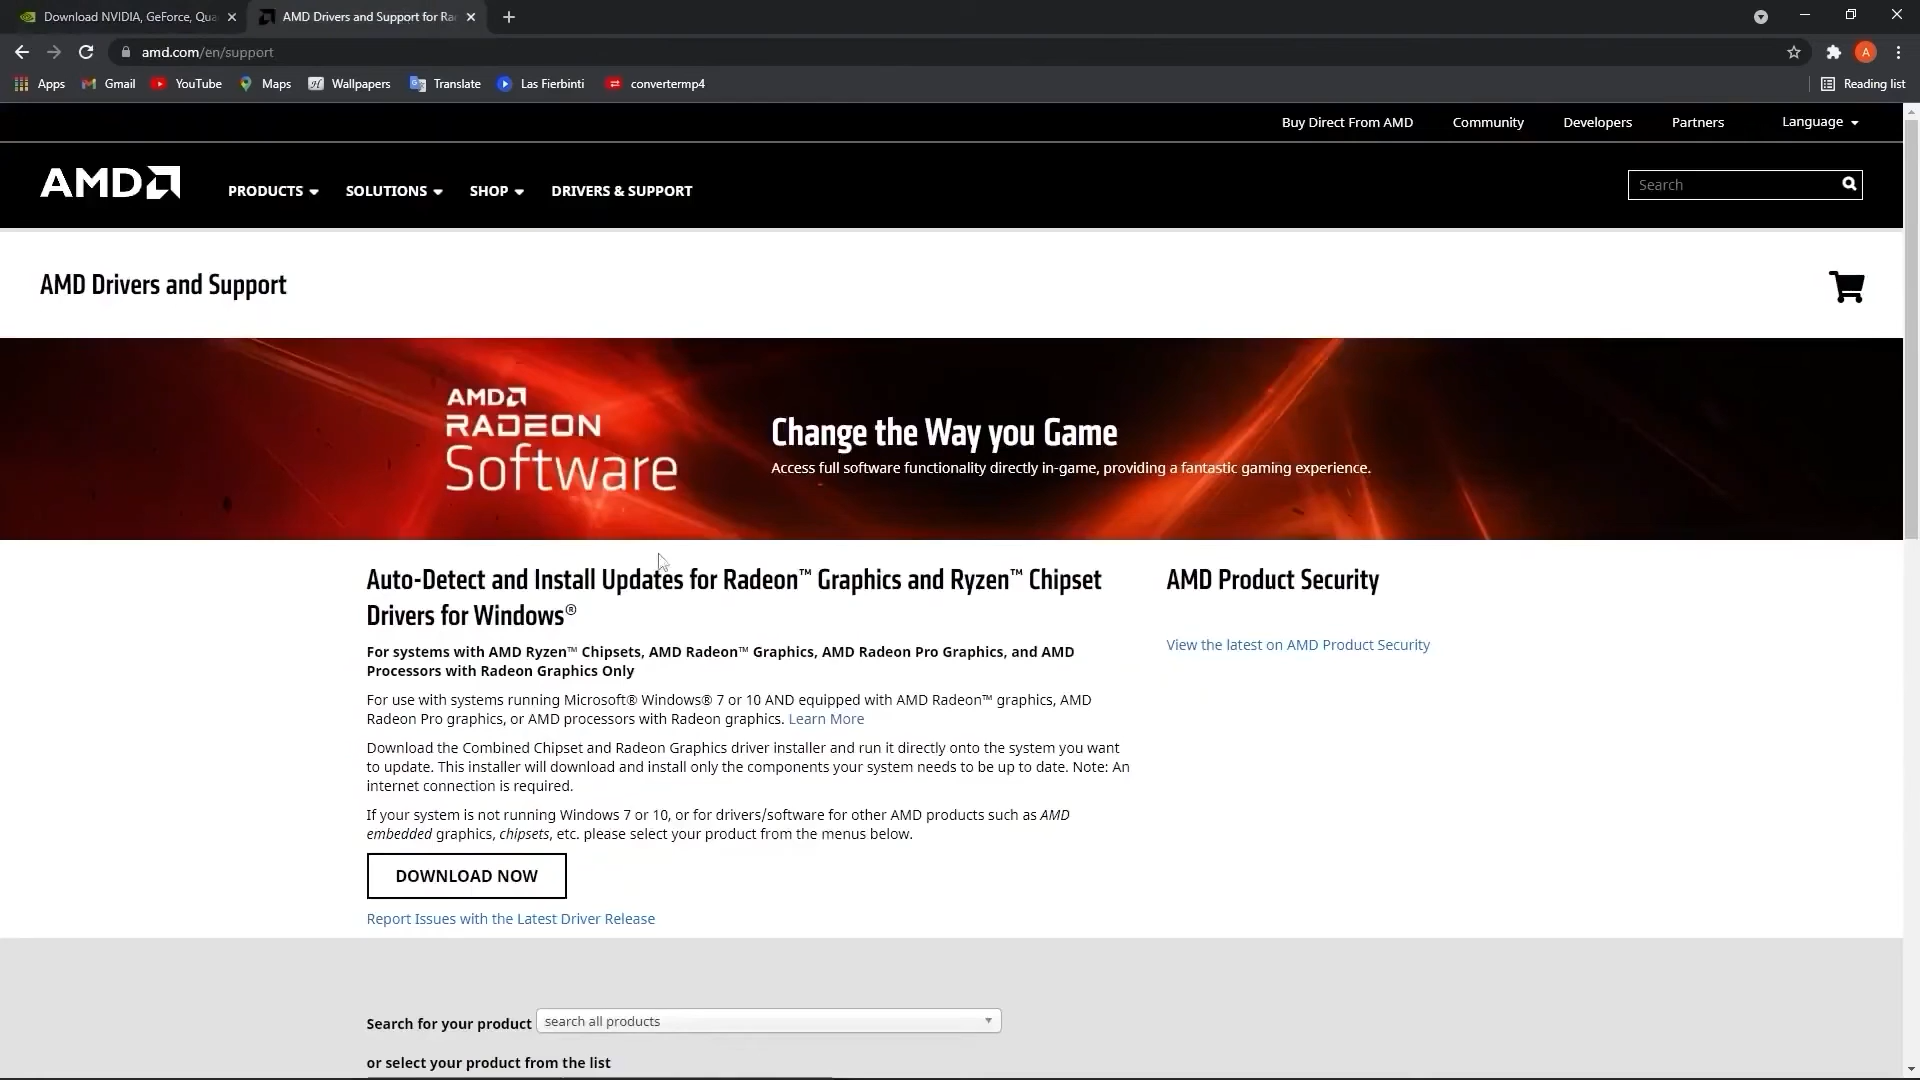 Download NVIDIA, GeForce, Qua
AMD Drivers and Support for Ra
amd.com/en/support
A
Apps
Gmail
YouTube
Maps
Wallpapers
Translate
Las Fierbinti
convertermp4
Reading list
Buy Direct From AMD
Community
Developers
Partners
Language
AMD
PRODUCTS
SOLUTIONS
SHOP
DRIVERS & SUPPORT
Search
AMD Drivers and Support
AMD
RADEON
Software
Change the Way you Game
Access full software functionality directly in-game, providing a fantastic gaming experience.
Auto-Detect and Install Updates for Radeon™ Graphics and Ryzen™ Chipset
Drivers for Windows®
For systems with AMD Ryzen™ Chipsets, AMD Radeon™ Graphics, AMD Radeon Pro Graphics, and AMD
Processors with Radeon Graphics Only
For use with systems running Microsoft® Windows® 7 or 10 AND equipped with AMD Radeon™ graphics, AMD
Radeon Pro graphics, or AMD processors with Radeon graphics. Learn More
Download the Combined Chipset and Radeon Graphics driver installer and run it directly onto the system you want
to update. This installer will download and install only the components your system needs to be up to date. Note: An
internet connection is required.
If your system is not running Windows 7 or 10, or for drivers/software for other AMD products such as AMD
embedded graphics, chipsets, etc. please select your product from the menus below.
DOWNLOAD NOW
Report Issues with the Latest Driver Release
AMD Product Security
View the latest on AMD Product Security
Search for your product
search all products
or select your product from the list